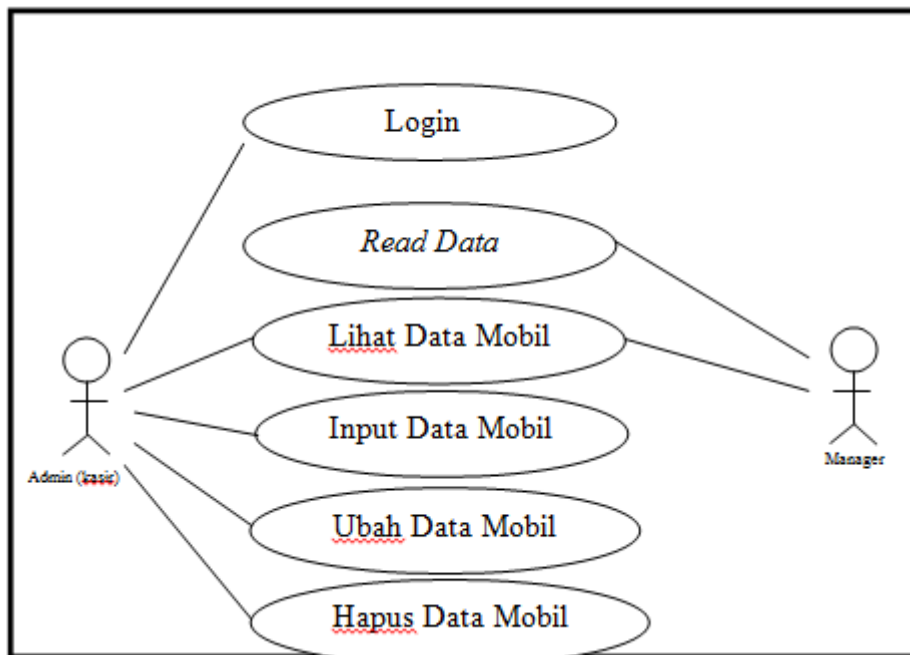 Login
Read Data
Lihat Data Mobil
Input Data Mobil
Ubah Data Mobil
Hapus Data Mobil
Admin (kasir)
Manager